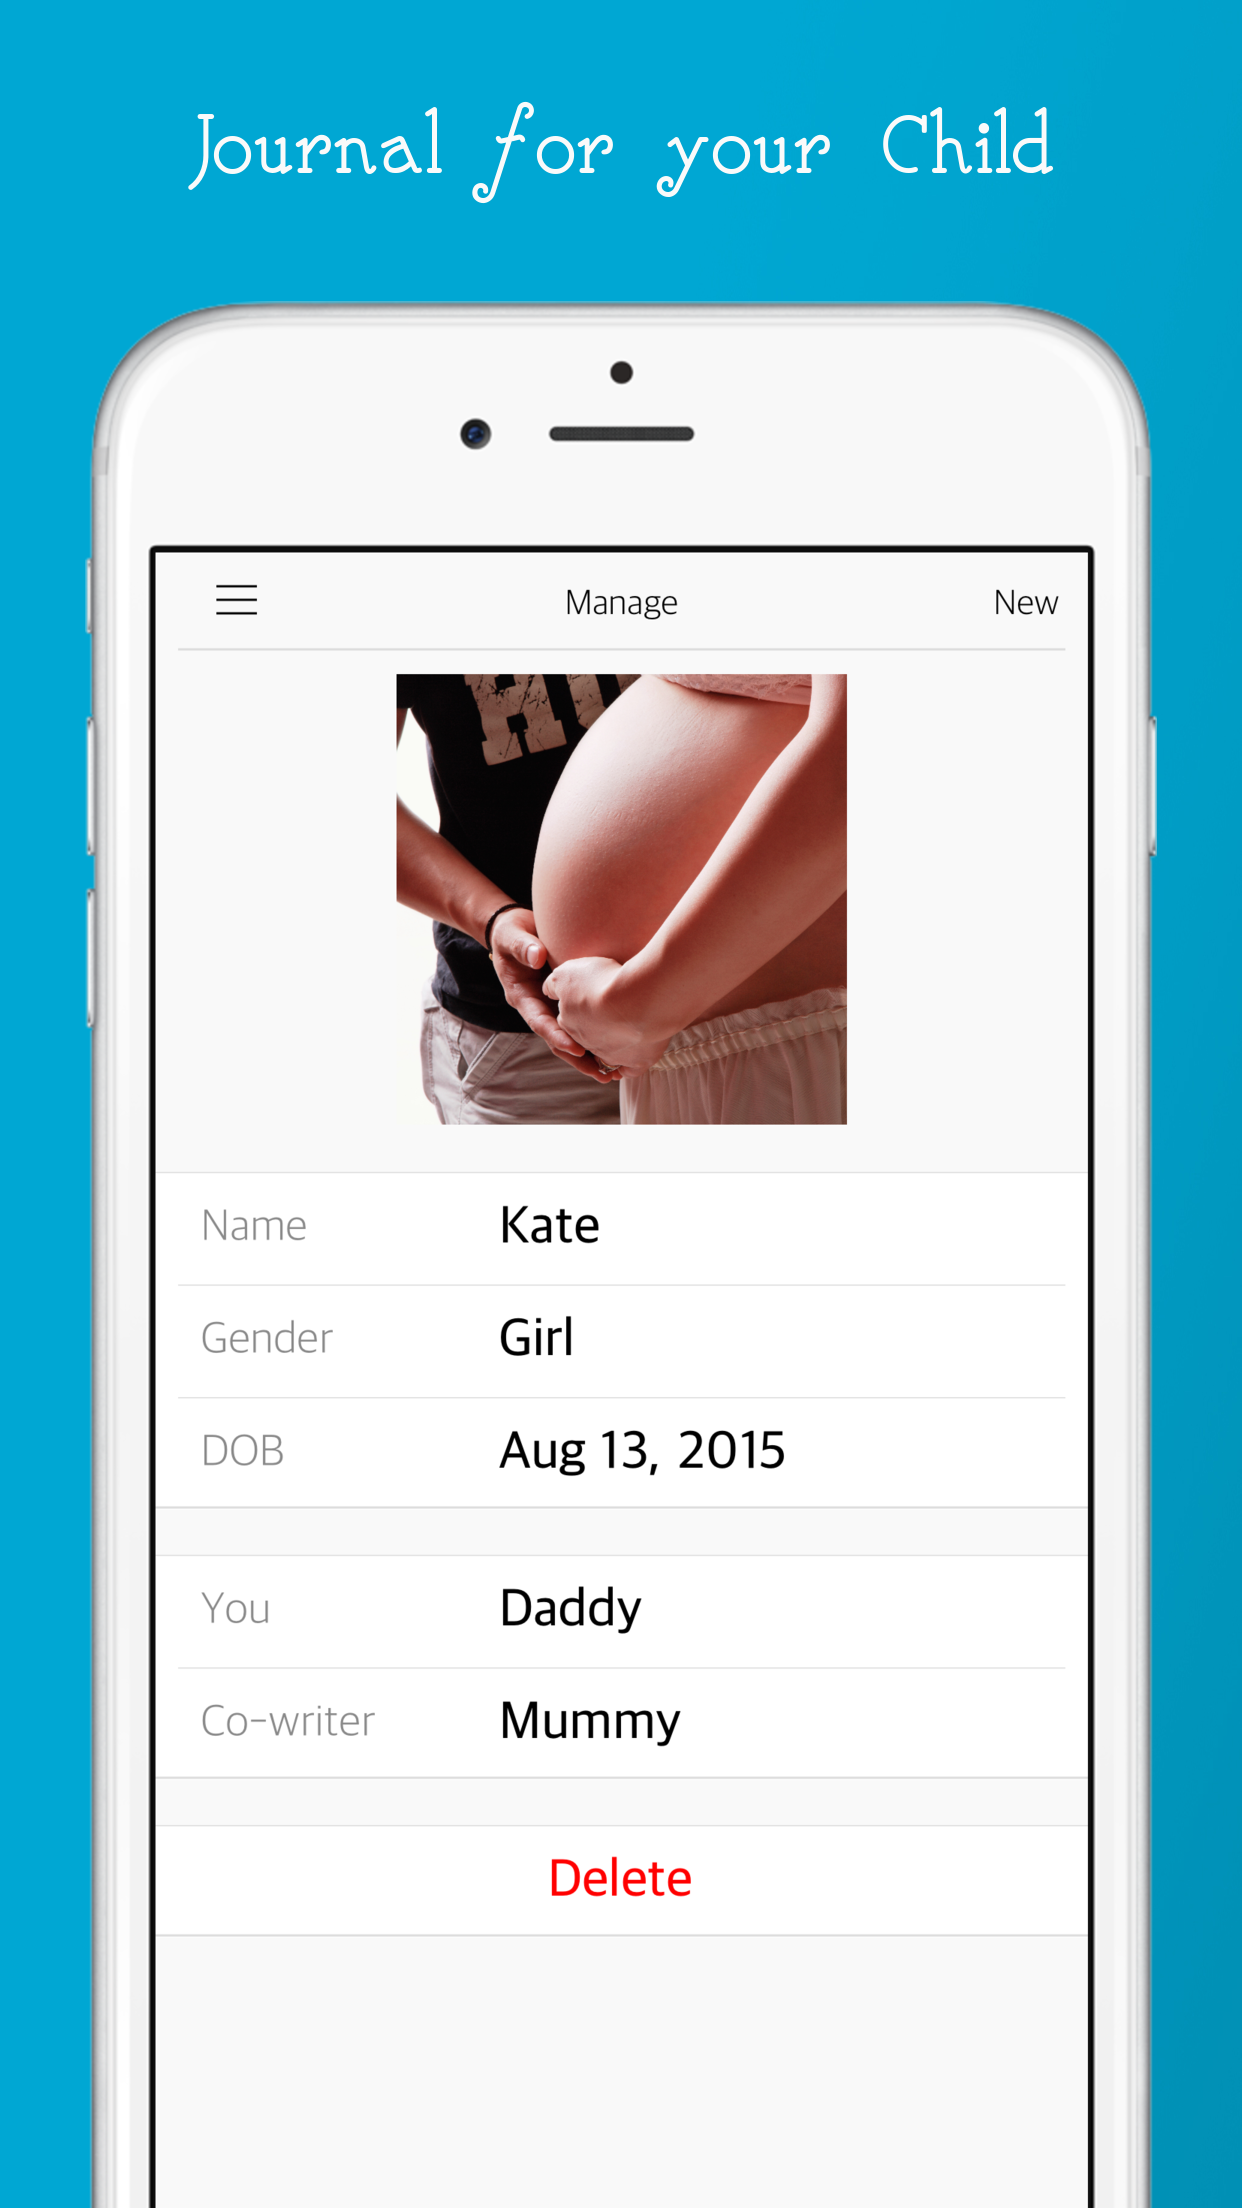 Journal for your Child
Manage
New
Name Kate
Gender Girl
DOB Aug 13, 2015
You Daddy
Co-writer Mummy
Delete